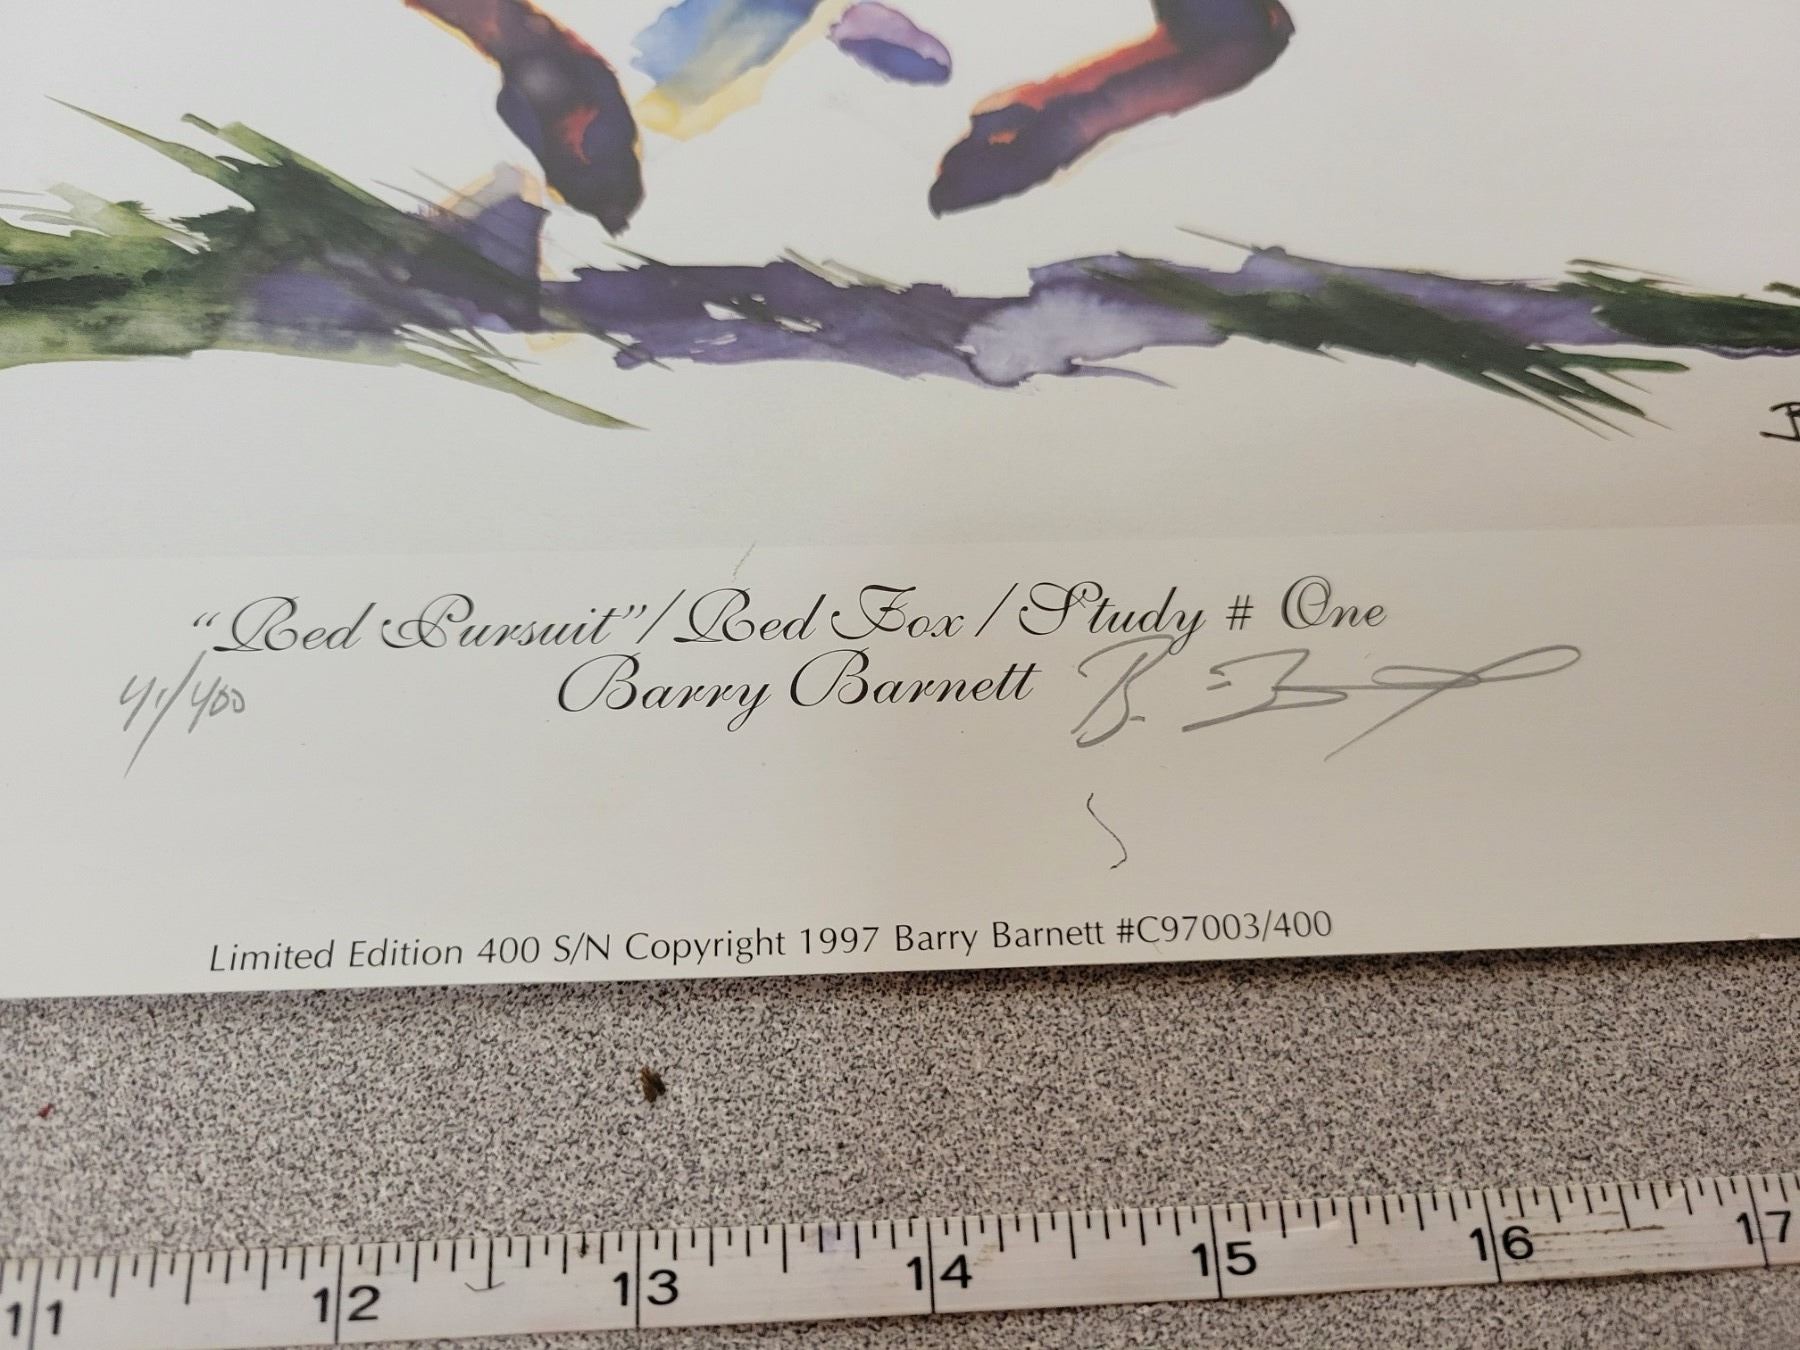 "Red Pursuit"/Red Fox/Study # One
41/400 Barry Barnett B. Barnett
Limited Edition 400 S/N Copyright 1997 Barry Barnett #C97003/400
11 12 13 14 15 16 17